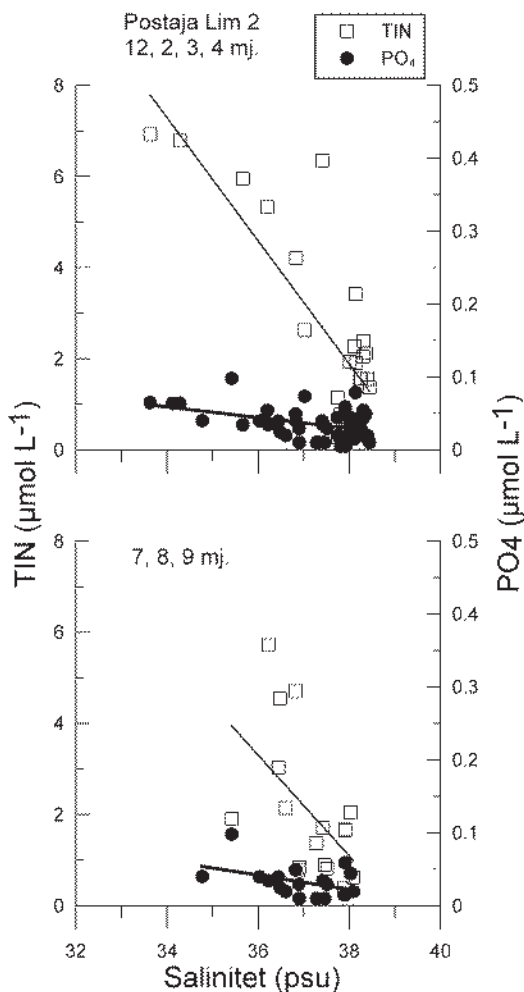 Postaja Lim 2
12, 2, 3, 4 mj.
TIN
PO₄
8
6
4
2
0
0.5
0.4
0.3
0.2
0.1
0
TIN (µmol L-1)
PO4 (µmol L-1)
7, 8, 9 mj.
8
6
4
2
0
0.5
0.4
0.3
0.2
0.1
0
32 34 36 38 40
Salinitet (psu)